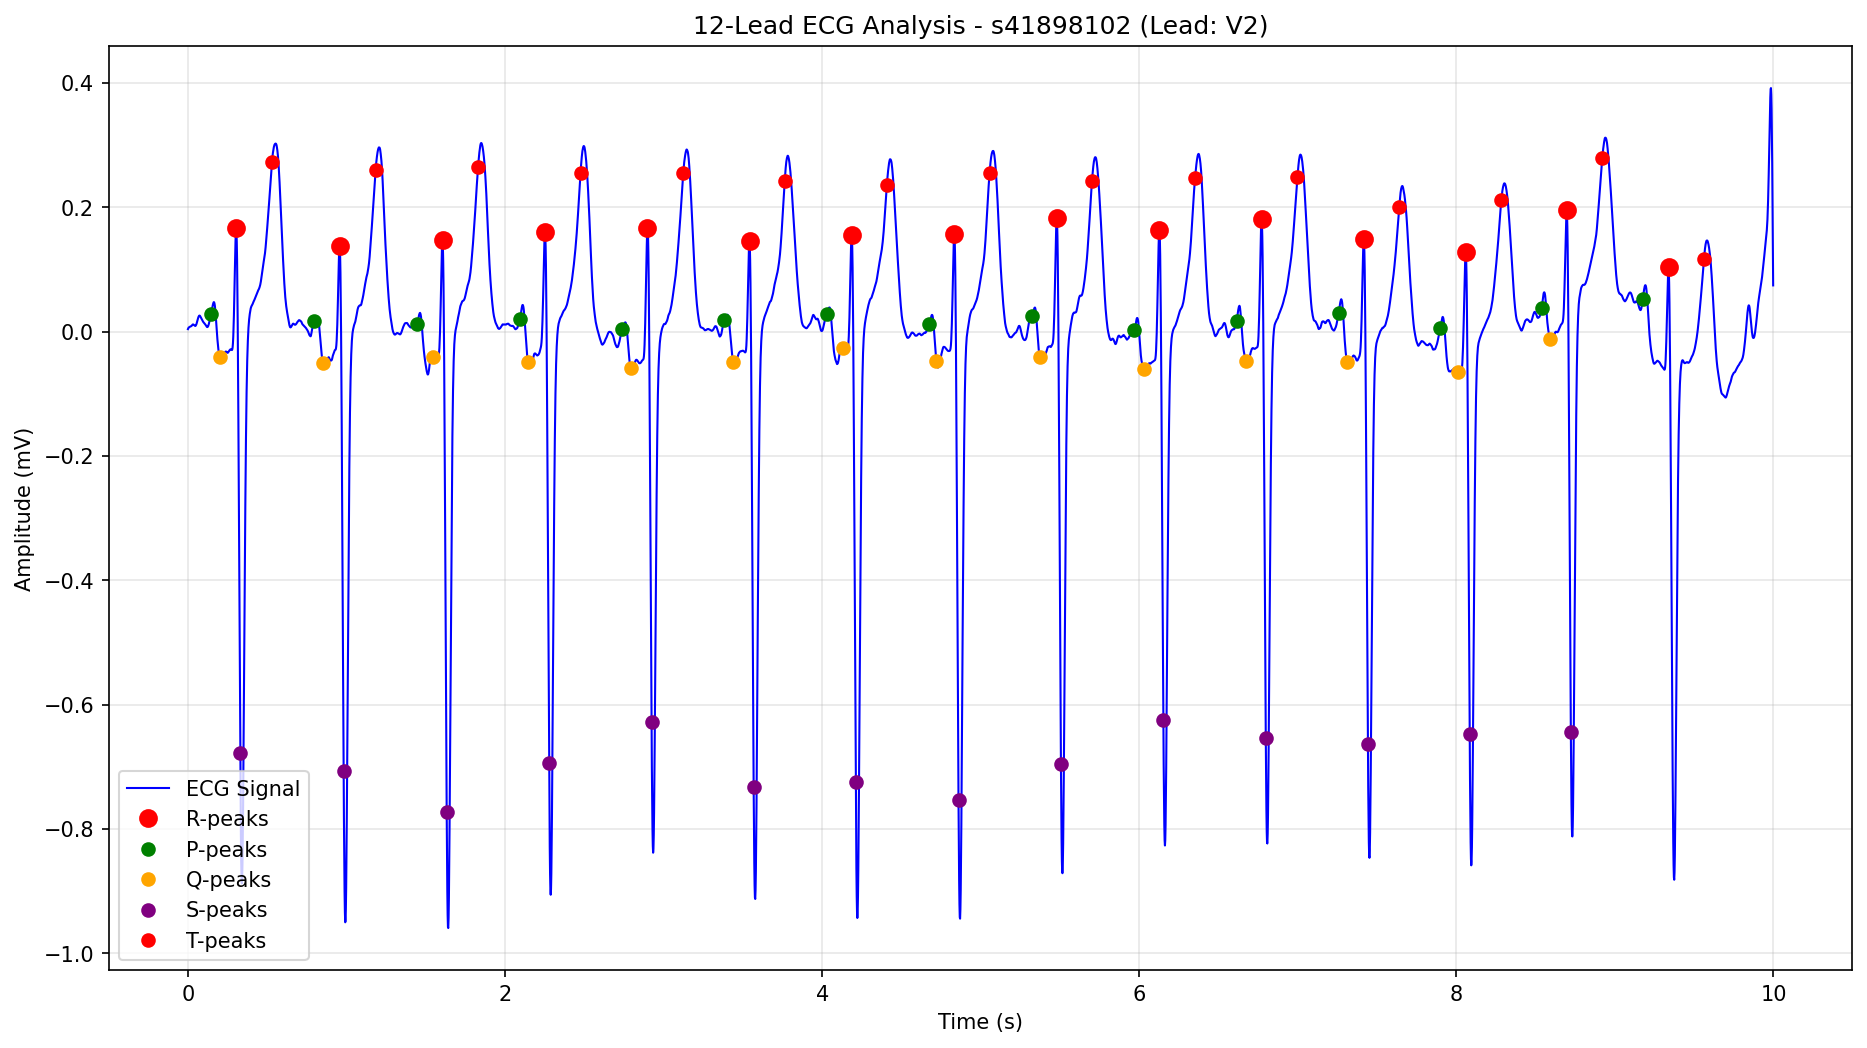 12-Lead ECG Analysis - s41898102 (Lead: V2)
Amplitude (mV)
0.4
0.2
0.0
−0.2
−0.4
−0.6
−0.8
−1.0
ECG Signal
R-peaks
P-peaks
Q-peaks
S-peaks
T-peaks
0 2 4 6 8 10
Time (s)